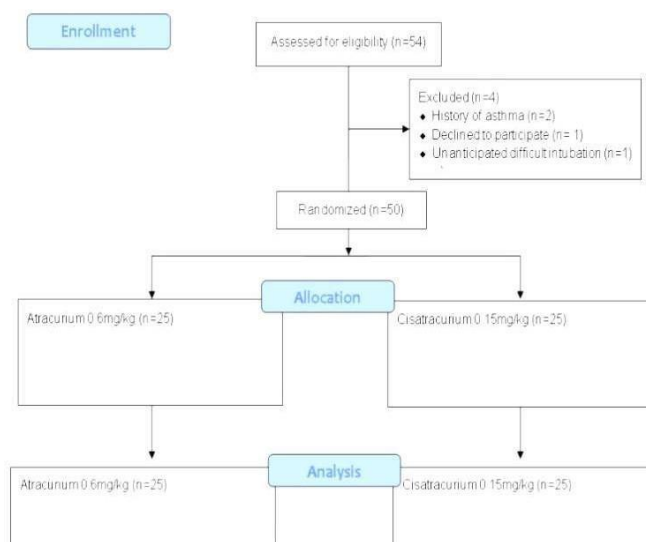 Enrollment
Assessed for eligibility (n=54)
Excluded (n=4)
♦ History of asthma (n=2)
♦ Declined to participate (n= 1)
♦ Unanticipated difficult intubation (n=1)
Randomized (n=50)
Allocation
Atracurium 0.6mg/kg (n=25)
Cisatracurium 0.15mg/kg (n=25)
Analysis
Atracurium 0.6mg/kg (n=25)
Cisatracurium 0.15mg/kg (n=25)